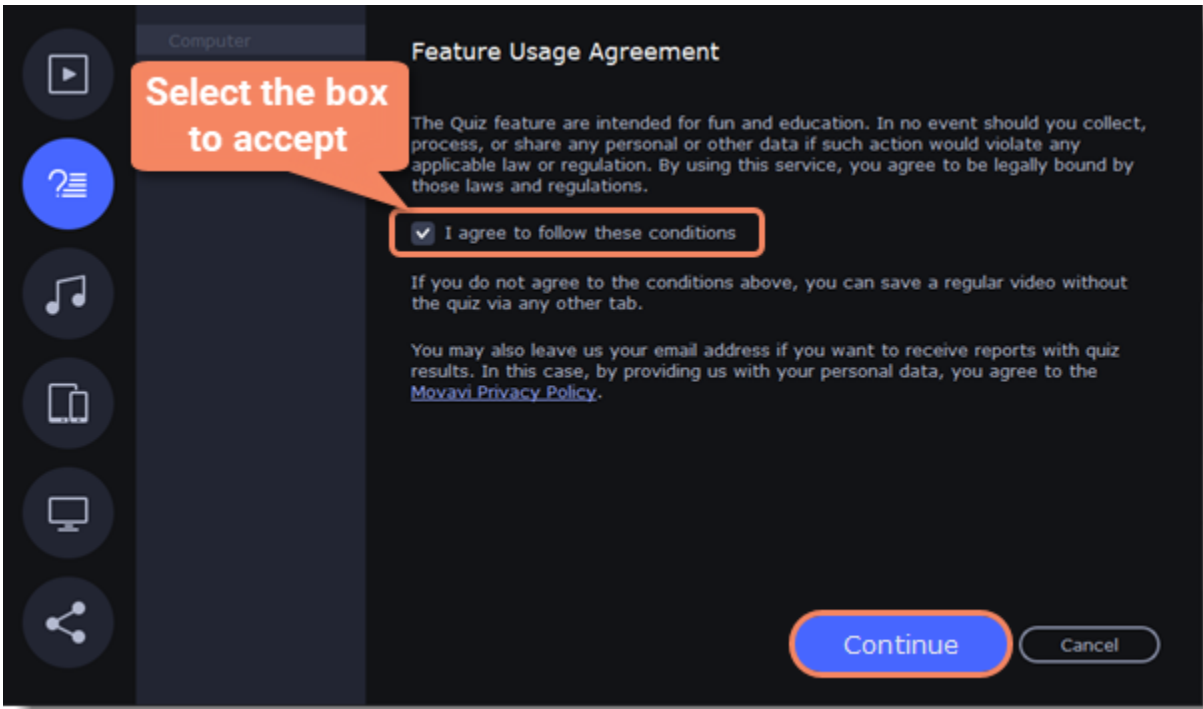 Computer
Feature Usage Agreement
Select the box
to accept
The Quiz feature are intended for fun and education. In no event should you collect,
process, or share any personal or other data if such action would violate any
applicable law or regulation. By using this service, you agree to be legally bound by
those laws and regulations.
I agree to follow these conditions
If you do not agree to the conditions above, you can save a regular video without
the quiz via any other tab.
You may also leave us your email address if you want to receive reports with quiz
results. In this case, by providing us with your personal data, you agree to the
Movavi Privacy Policy.
Continue
Cancel